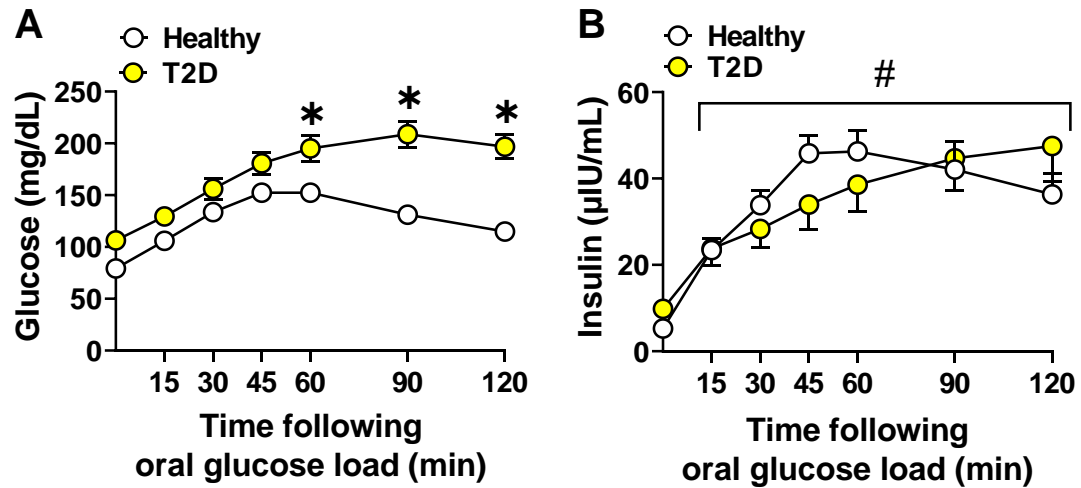 A
Healthy
T2D
250
200
150
100
50
0
Glucose (mg/dL)
*
*
*
15 30 45 60 90 120
Time following
oral glucose load (min)
B
Healthy
T2D
#
60
40
20
0
Insulin (µIU/mL)
15 30 45 60 90 120
Time following
oral glucose load (min)